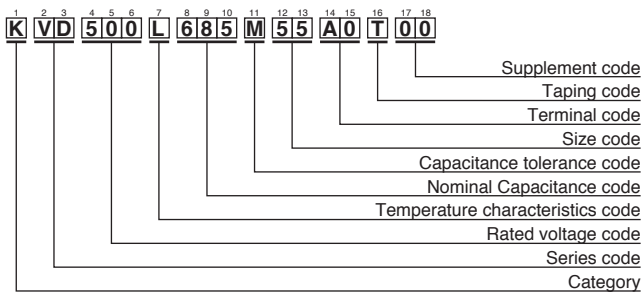 1 2 3 4 5 6 7 8 9 10 11 12 13 14 15 16 17 18
K VD 500 L 685 M 55 A0 T 00
Supplement code
Taping code
Terminal code
Size code
Capacitance tolerance code
Nominal Capacitance code
Temperature characteristics code
Rated voltage code
Series code
Category